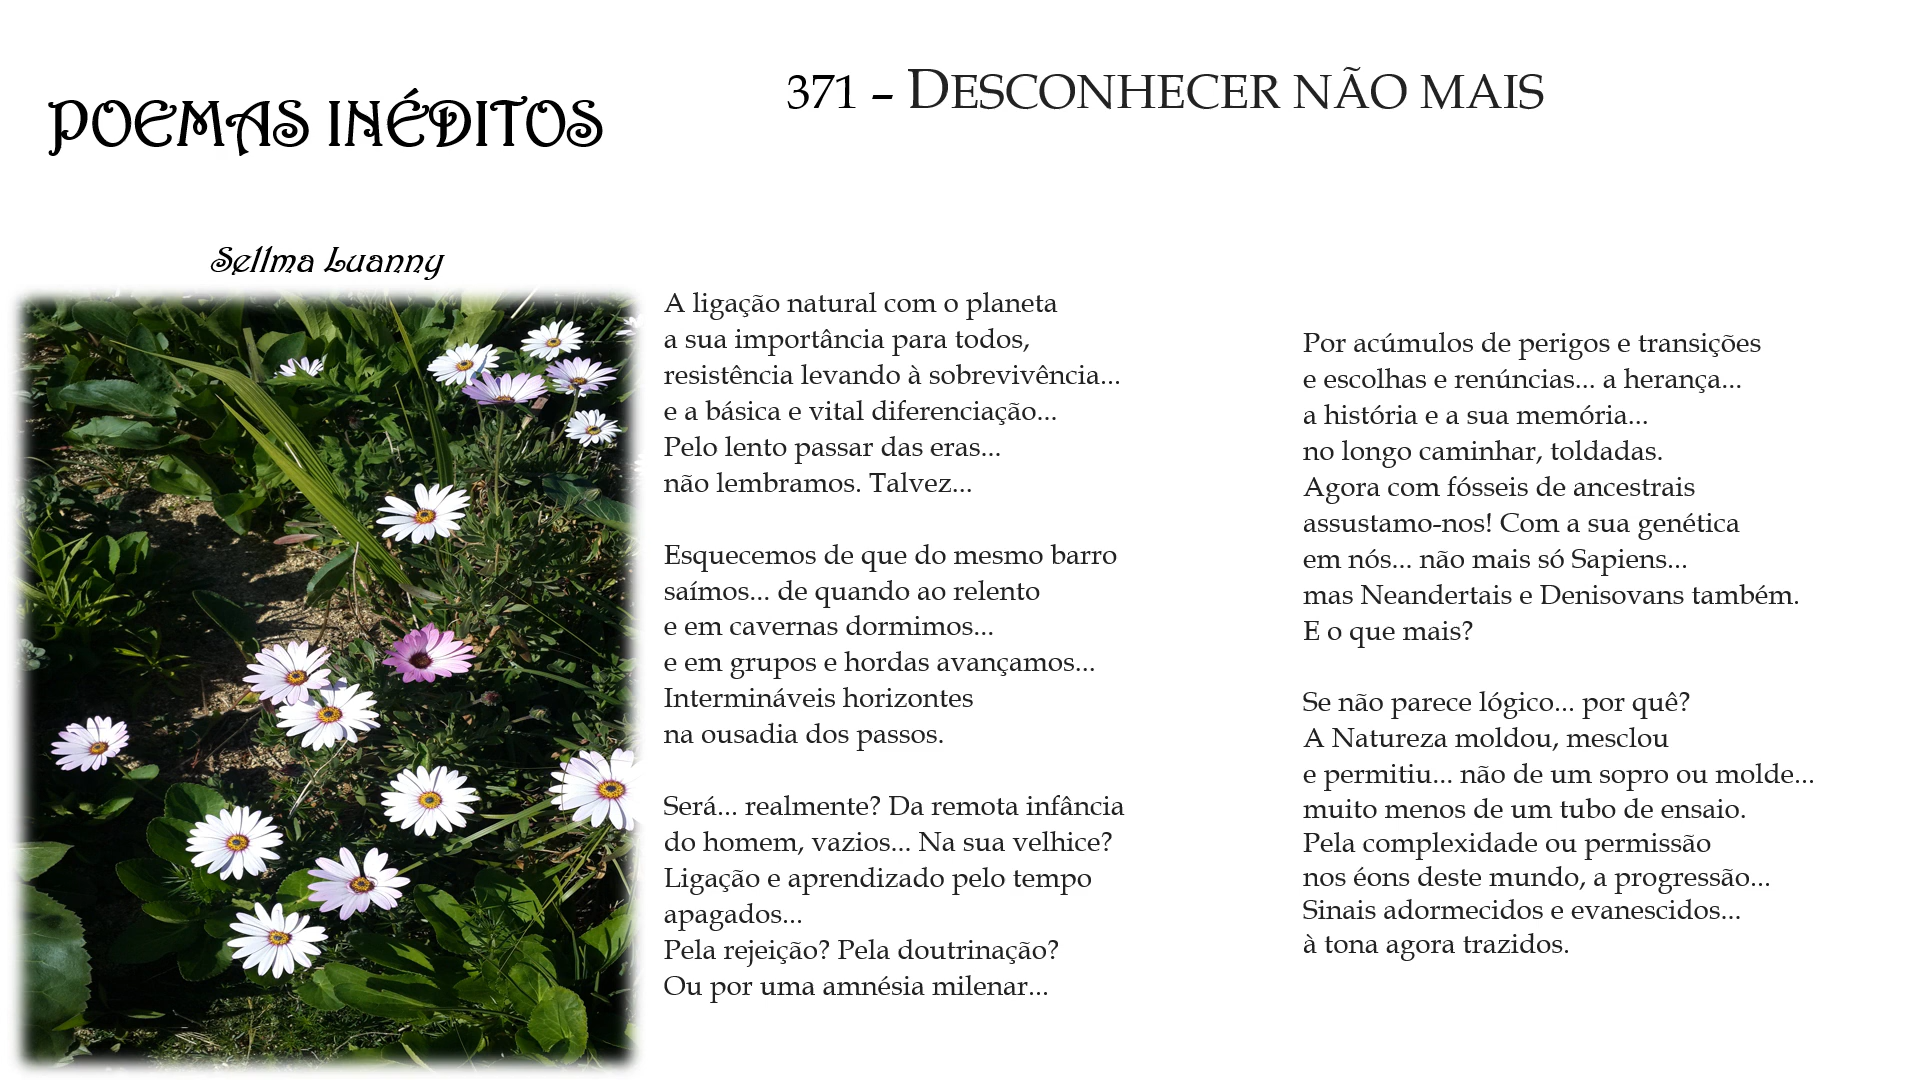 POEMAS INÉDITOS
Sellma Luanny
371 – DESCONHECER NÃO MAIS
A ligação natural com o planeta
a sua importância para todos,
resistência levando à sobrevivência...
e a básica e vital diferenciação...
Pelo lento passar das eras...
não lembramos. Talvez...
Esquecemos de que do mesmo barro
saímos... de quando ao relento
e em cavernas dormimos...
e em grupos e hordas avançamos...
Intermináveis horizontes
na ousadia dos passos.
Será... realmente? Da remota infância
do homem, vazios... Na sua velhice?
Ligação e aprendizado pelo tempo
apagados...
Pela rejeição? Pela doutrinação?
Ou por uma amnésia milenar...
Por acúmulos de perigos e transições
e escolhas e renúncias... a herança...
a história e a sua memória...
no longo caminhar, toldadas.
Agora com fósseis de ancestrais
assustamo-nos! Com a sua genética
em nós... não mais só Sapiens...
mas Neandertais e Denisovans também.
E o que mais?
Se não parece lógico... por quê?
A Natureza moldou, mesclou
e permitiu... não de um sopro ou molde...
muito menos de um tubo de ensaio.
Pela complexidade ou permissão
nos éons deste mundo, a progressão...
Sinais adormecidos e evanescidos...
à tona agora trazidos.